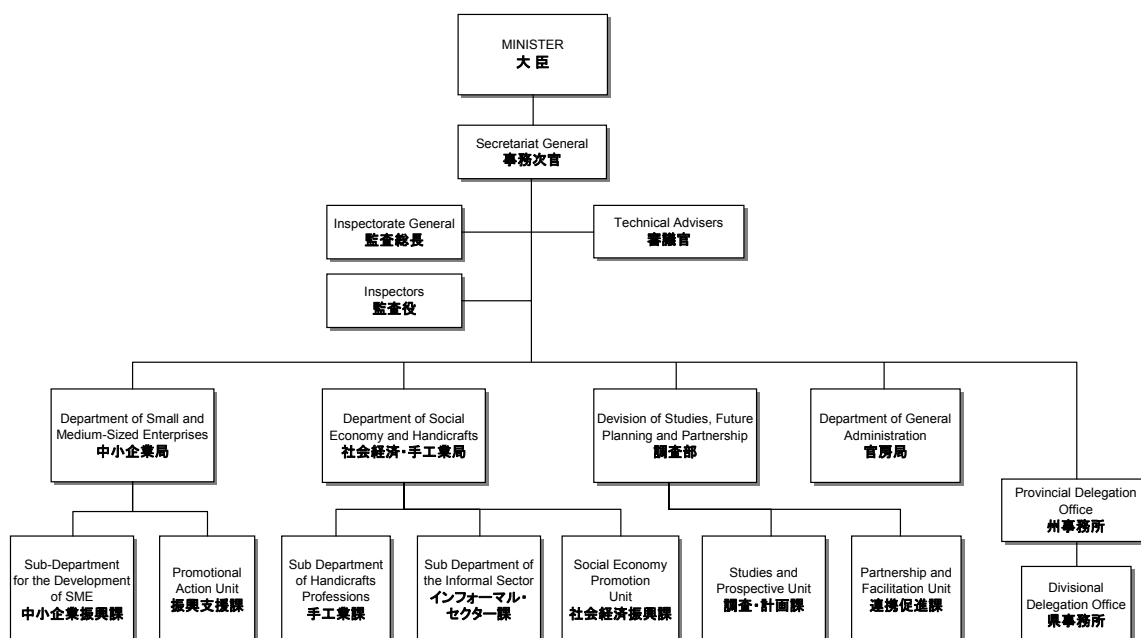 MINISTER
大 臣
Secretariat General
事務次官
Inspectorate General
監査総長
Technical Advisers
審議官
Inspectors
監査役
Department of Small and
Medium-Sized Enterprises
中小企業局
Department of Social
Economy and Handicrafts
社会経済・手工業局
Devision of Studies, Future
Planning and Partnership
調査部
Department of General
Administration
官房局
Provincial Delegation
Office
州事務所
Sub-Department
for the Development
of SME
中小企業振興課
Promotional
Action Unit
振興支援課
Sub Department
of Handicrafts
Professions
手工業課
Sub Department of
the Informal Sector
インフォーマル・
セクター課
Social Economy
Promotion
Unit
社会経済振興課
Studies and
Prospective Unit
調査・計画課
Partnership and
Facilitation Unit
連携促進課
Divisional
Delegation Office
県事務所